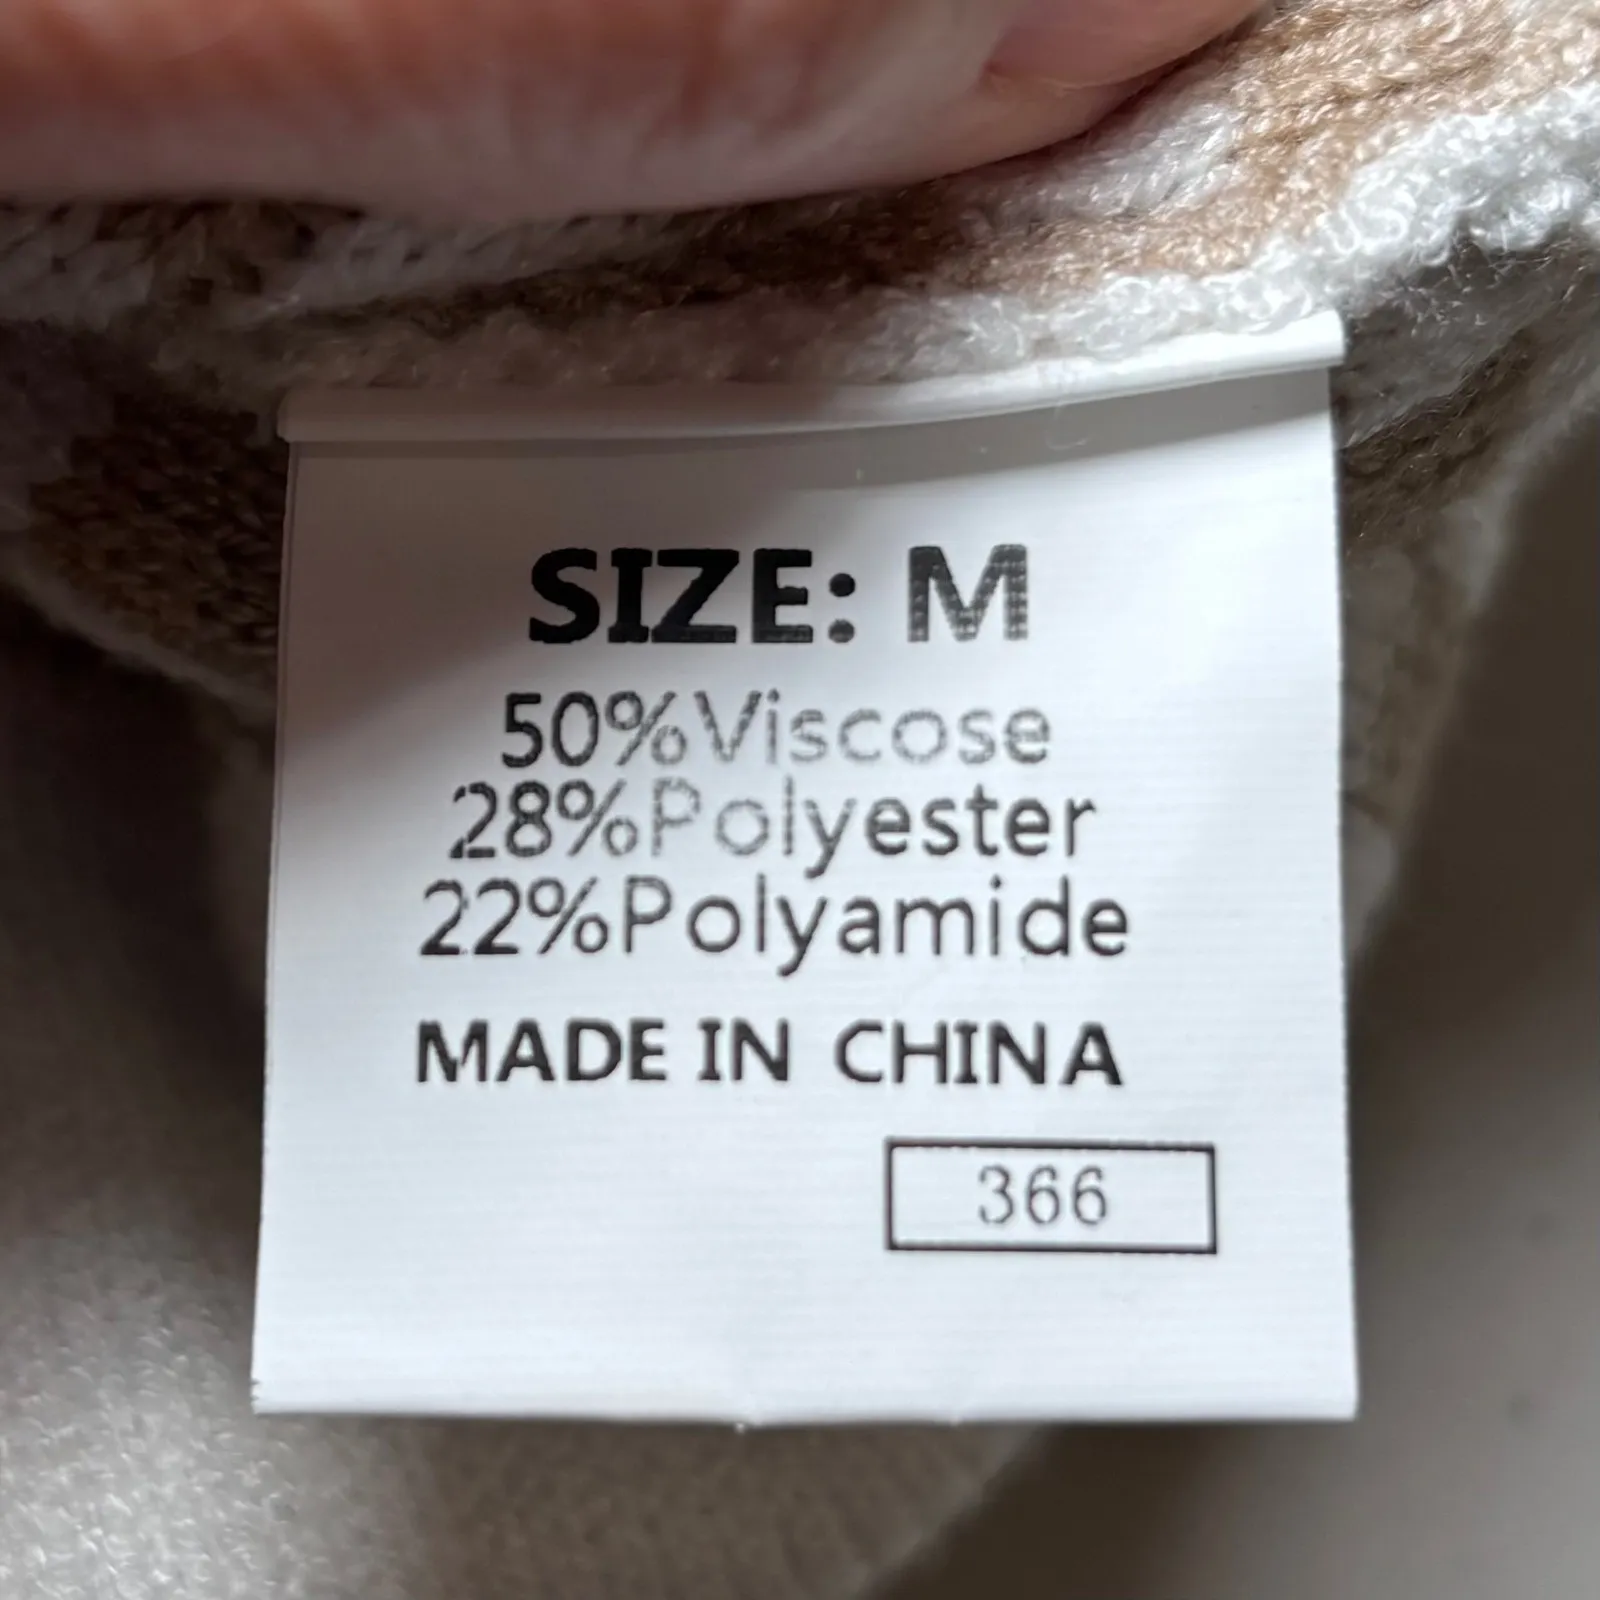 SIZE: M
50%Viscose
28%Polyester
22%Polyamide
MADE IN CHINA
366